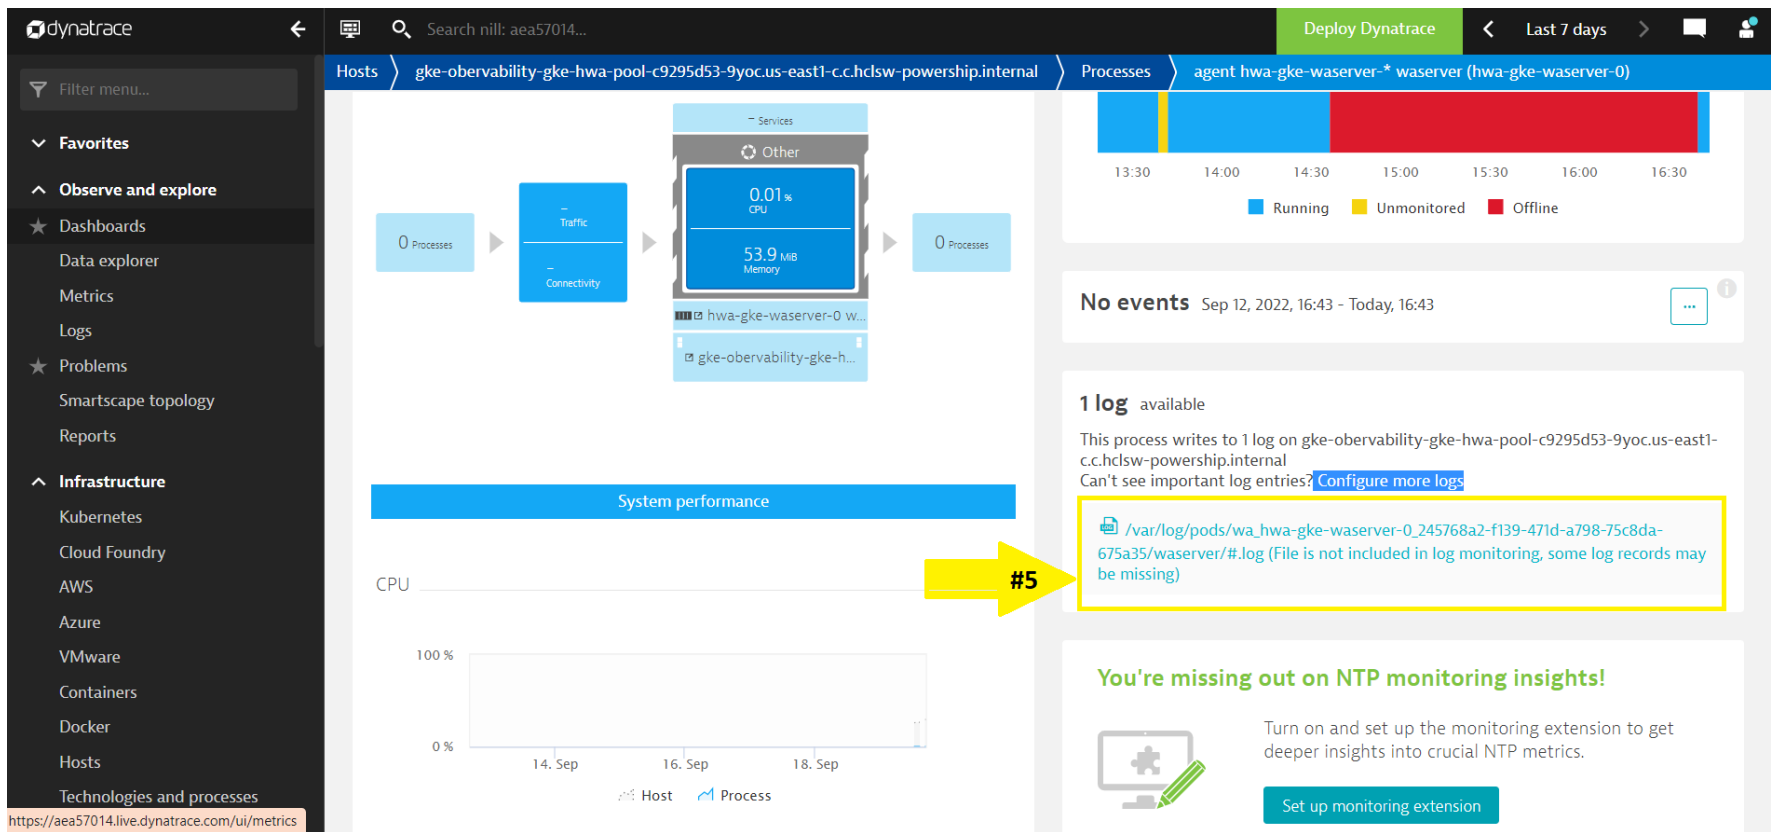 dynatrace
Search nill: aea57014...
Deploy Dynatrace
Last 7 days
Filter menu...
Favorites
Observe and explore
Dashboards
Data explorer
Metrics
Logs
Problems
Smartscape topology
Reports
Infrastructure
Kubernetes
Cloud Foundry
AWS
Azure
VMware
Containers
Docker
Hosts
Technologies and processes
https://aea57014.live.dynatrace.com/ui/metrics
Hosts
gke-obervability-gke-hwa-pool-c9295d53-9yoc.us-east1-c.c.hclsw-powership.internal
Processes
agent hwa-gke-waserver-* waserver (hwa-gke-waserver-0)
– Services
Other
0 Processes
–
Traffic
–
Connectivity
0.01 %
CPU
53.9 MiB
Memory
0 Processes
hwa-gke-waserver-0 w...
gke-obervability-gke-h...
System performance
CPU
100 %
0 %
14. Sep
16. Sep
18. Sep
Host
Process
13:30
14:00
14:30
15:00
15:30
16:00
16:30
Running
Unmonitored
Offline
No events Sep 12, 2022, 16:43 - Today, 16:43
...
1 log available
This process writes to 1 log on gke-obervability-gke-hwa-pool-c9295d53-9yoc.us-east1-
c.c.hclsw-powership.internal
Can't see important log entries? Configure more logs
#5
LOG
/var/log/pods/wa_hwa-gke-waserver-0_245768a2-f139-471d-a798-75c8da-
675a35/waserver/#.log (File is not included in log monitoring, some log records may
be missing)
You're missing out on NTP monitoring insights!
Turn on and set up the monitoring extension to get
deeper insights into crucial NTP metrics.
Set up monitoring extension